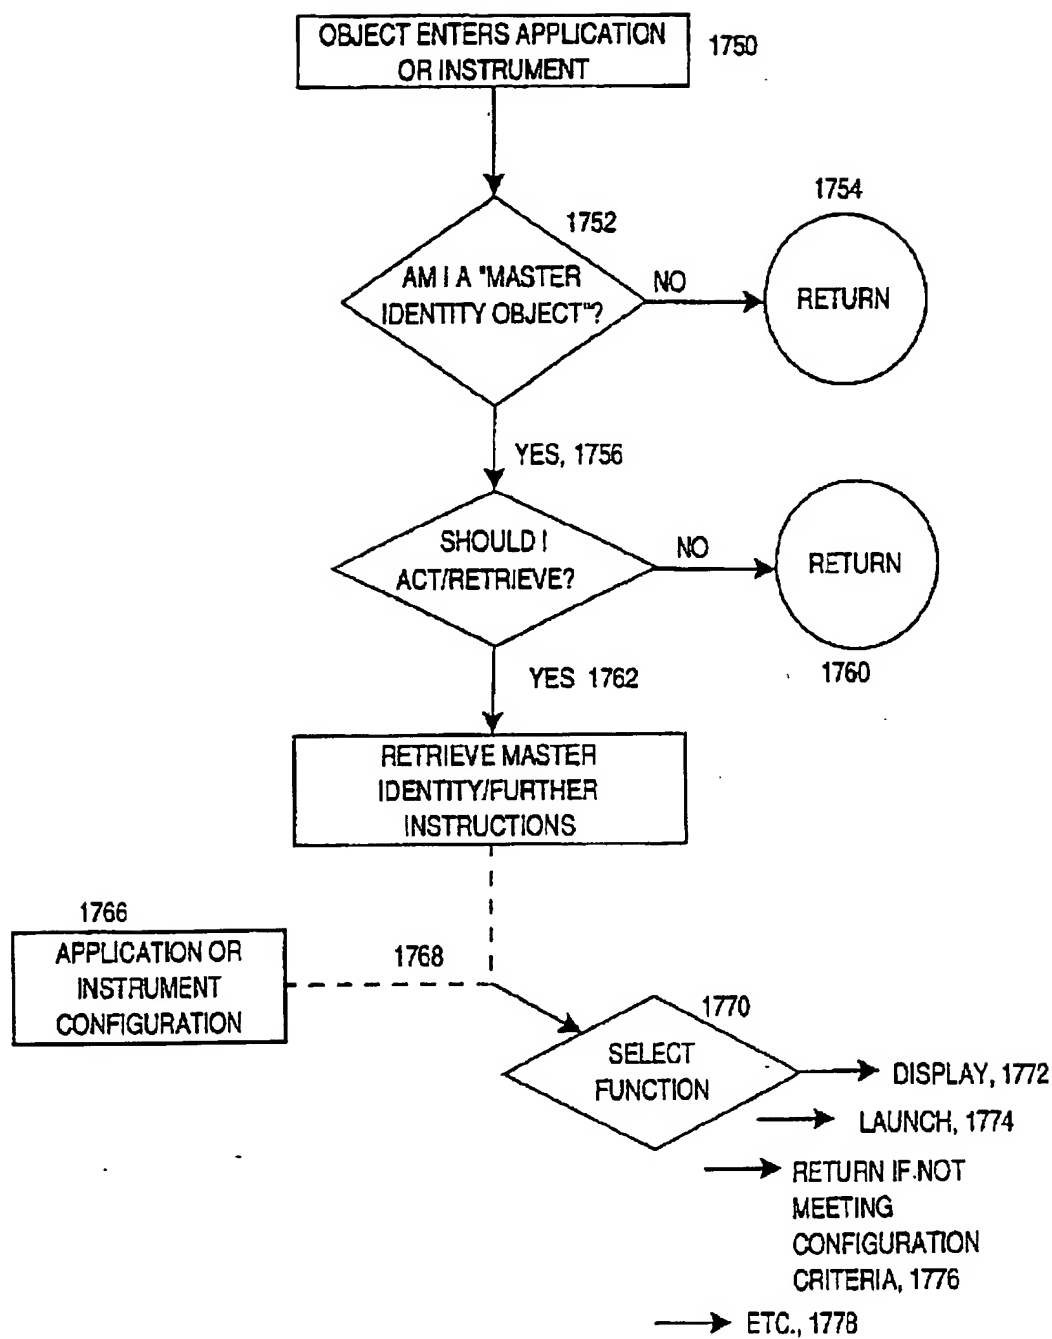 OBJECT ENTERS APPLICATION
OR INSTRUMENT
1750
1752
AM I A "MASTER
IDENTITY OBJECT"?
NO
1754
RETURN
YES, 1756
SHOULD I
ACT/RETRIEVE?
NO
RETURN
1760
YES 1762
RETRIEVE MASTER
IDENTITY/FURTHER
INSTRUCTIONS
1766
APPLICATION OR
INSTRUMENT
CONFIGURATION
1768
1770
SELECT
FUNCTION
DISPLAY, 1772
LAUNCH, 1774
RETURN IF NOT
MEETING
CONFIGURATION
CRITERIA, 1776
ETC., 1778